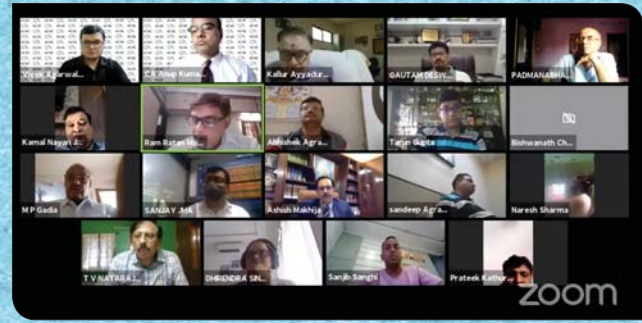 Vivek Agarwal...
CA Anup Kuma...
Kallur Ayyadur...
GAUTAM DESW...
PADMANABHA...
Kamal Nayan J...
Ram Ratan
Abhishek Agra...
Tarun Gupta
Bishwanath Ch...
M P Gadia
SANJAY JHA
Ashish Makhija
sandeep Agra...
Naresh Sharma
T V NATARAJ...
DHIRENDRA SIN...
Sanjib Sanghi
Prateek Kathur...
zoom